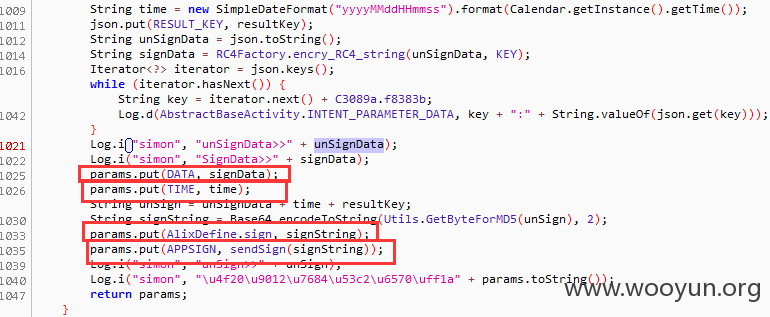 1009 String time = new SimpleDateFormat("yyyyMMddHHmmss").format(Calendar.getInstance().getTime());
1011 json.put(RESULT_KEY, resultKey);
1012 String unSignData = json.toString();
1014 String signData = RC4Factory.encry_RC4_string(unSignData, KEY);
1016 Iterator<?> iterator = json.keys();
while (iterator.hasNext()) {
String key = iterator.next() + C3089a.f8383b;
1042 Log.d(AbstractBaseActivity.INTENT_PARAMETER_DATA, key + ":" + String.valueOf(json.get(key)));
}
1021 Log.i("simon", "unSignData>>" + unSignData);
1022 Log.i("simon", "SignData>>" + signData);
1025 params.put(DATA, signData);
1026 params.put(TIME, time);
String unSign = unSignData + time + resultKey;
1030 String signString = Base64.encodeToString(Utils.GetByteForMD5(unSign), 2);
1033 params.put(AlixDefine.sign, signString);
1035 params.put(APPSIGN, sendSign(signString));
1039 Log.i("simon", "unSign>>" + unSign);
1040 Log.i("simon", "\u4f20\u9012\u7684\u53c2\u6570\uff1a" + params.toString());
1047 return params;
}
www.wooyun.org